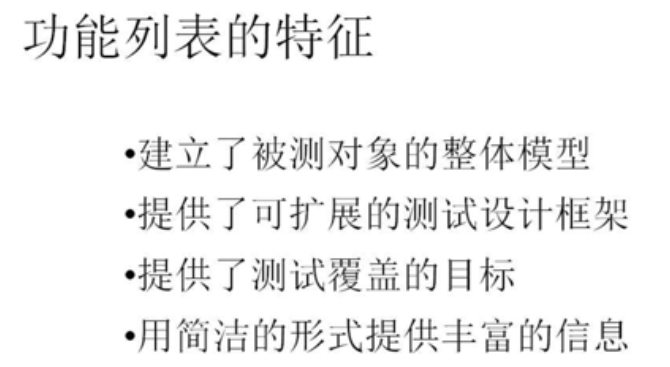 功能列表的特征
•建立了被测对象的整体模型
•提供了可扩展的测试设计框架
•提供了测试覆盖的目标
•用简洁的形式提供丰富的信息